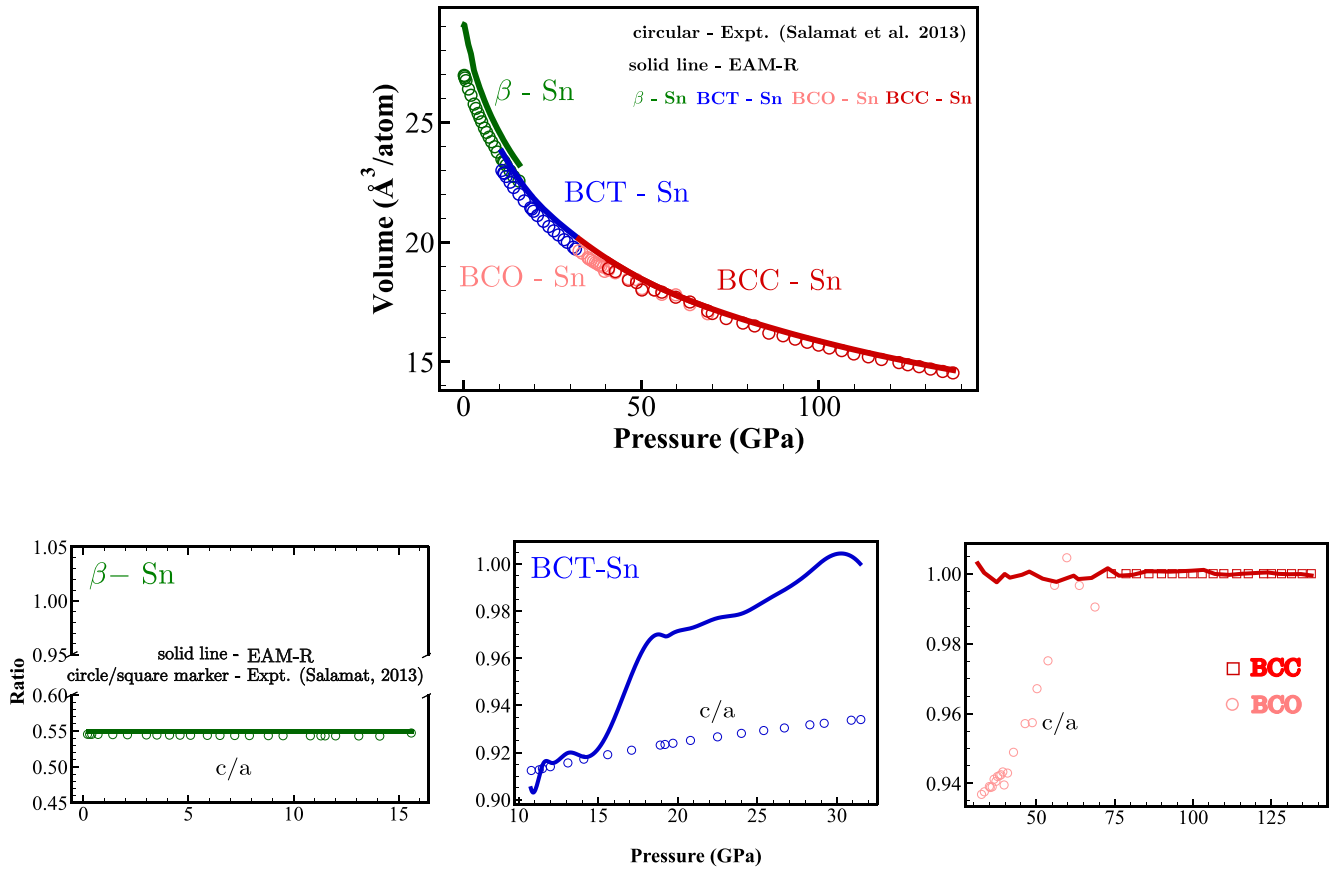 circular - Expt. (Salamat et al. 2013)
solid line - EAM-R
β - Sn BCT - Sn BCO - Sn BCC - Sn
β - Sn
BCT - Sn
BCO - Sn
BCC - Sn
Volume (Å³/atom)
25
20
15
0 50 100
Pressure (GPa)
β− Sn
1.05
1.00
0.95
solid line - EAM-R
circle/square marker - Expt. (Salamat, 2013)
0.60
0.55
0.50
0.45
c/a
0 5 10 15
Ratio
BCT-Sn
1.00
0.98
0.96
0.94
0.92
0.90
c/a
10 13 15 17 20 23 25 27 30
1.00
0.98
0.96
0.94
BCC
BCO
c/a
50 75 100 125
Pressure (GPa)